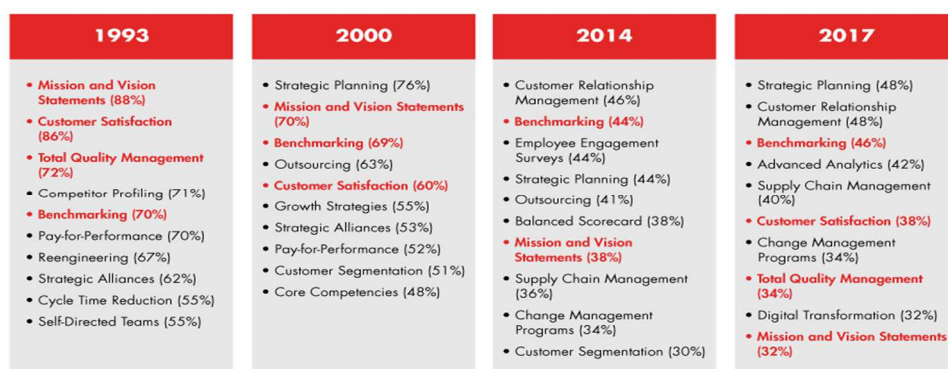 1993
• Mission and Vision
Statements (88%)
• Customer Satisfaction
(86%)
• Total Quality Management
(72%)
• Competitor Profiling (71%)
• Benchmarking (70%)
• Pay-for-Performance (70%)
• Reengineering (67%)
• Strategic Alliances (62%)
• Cycle Time Reduction (55%)
• Self-Directed Teams (55%)
2000
• Strategic Planning (76%)
• Mission and Vision Statements
(70%)
• Benchmarking (69%)
• Outsourcing (63%)
• Customer Satisfaction (60%)
• Growth Strategies (55%)
• Strategic Alliances (53%)
• Pay-for-Performance (52%)
• Customer Segmentation (51%)
• Core Competencies (48%)
2014
• Customer Relationship
Management (46%)
• Benchmarking (44%)
• Employee Engagement
Surveys (44%)
• Strategic Planning (44%)
• Outsourcing (41%)
• Balanced Scorecard (38%)
• Mission and Vision
Statements (38%)
• Supply Chain Management
(36%)
• Change Management
Programs (34%)
• Customer Segmentation (30%)
2017
• Strategic Planning (48%)
• Customer Relationship
Management (48%)
• Benchmarking (46%)
• Advanced Analytics (42%)
• Supply Chain Management
(40%)
• Customer Satisfaction (38%)
• Change Management
Programs (34%)
• Total Quality Management
(34%)
• Digital Transformation (32%)
• Mission and Vision Statements
(32%)